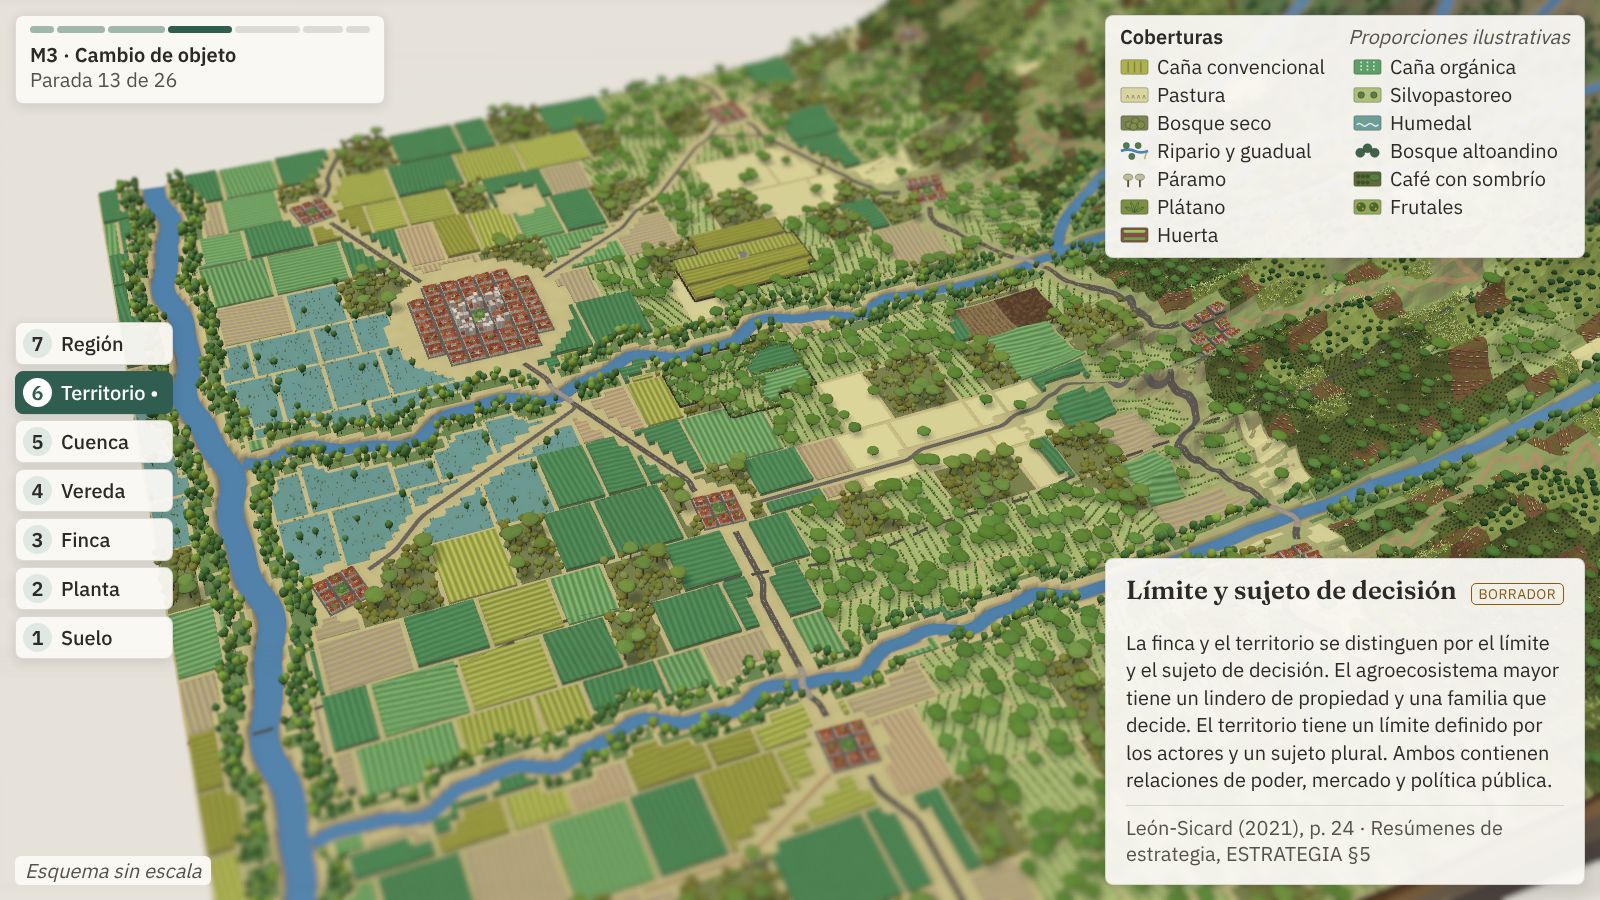 M3 · Cambio de objeto
Parada 13 de 26
Coberturas
Proporciones ilustrativas
Caña convencional
Caña orgánica
Pastura
Silvopastoreo
Bosque seco
Humedal
Ripario y guadual
Bosque altoandino
Páramo
Café con sombrío
Plátano
Frutales
Huerta
7 Región
6 Territorio •
5 Cuenca
4 Vereda
3 Finca
2 Planta
1 Suelo
Límite y sujeto de decisión
BORRADOR
La finca y el territorio se distinguen por el límite
y el sujeto de decisión. El agroecosistema mayor
tiene un lindero de propiedad y una familia que
decide. El territorio tiene un límite definido por
los actores y un sujeto plural. Ambos contienen
relaciones de poder, mercado y política pública.
León-Sicard (2021), p. 24 · Resúmenes de
estrategia, ESTRATEGIA §5
Esquema sin escala